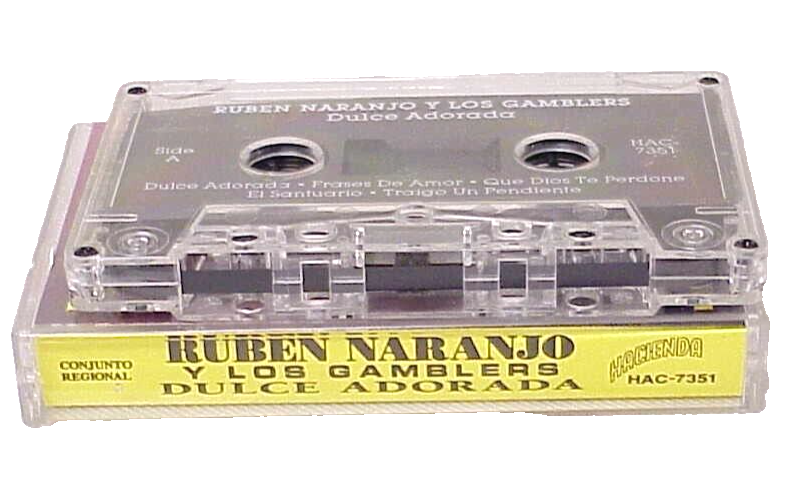 RUBEN NARANJO Y LOS GAMBLERS
Dulce Adorada
Side
A
HAC-
7351
Dulce Adorada • Frases De Amor • Que Dios Te Perdone
El Santuario • Traigo Un Pendiente
CONJUNTO
REGIONAL
RUBEN NARANJO
Y LOS GAMBLERS
DULCE ADORADA
HACIENDA
HAC-7351